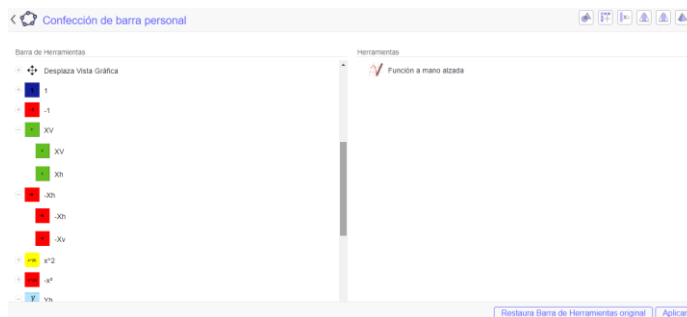 Confección de barra personal
Barra de Herramientas
Herramientas
Desplaza Vista Gráfica
Función a mano alzada
1
-1
XV
XV
Xh
-Xh
-Xh
-Xv
x^2
-x²
Yh
Restaura Barra de Herramientas original
Aplicar